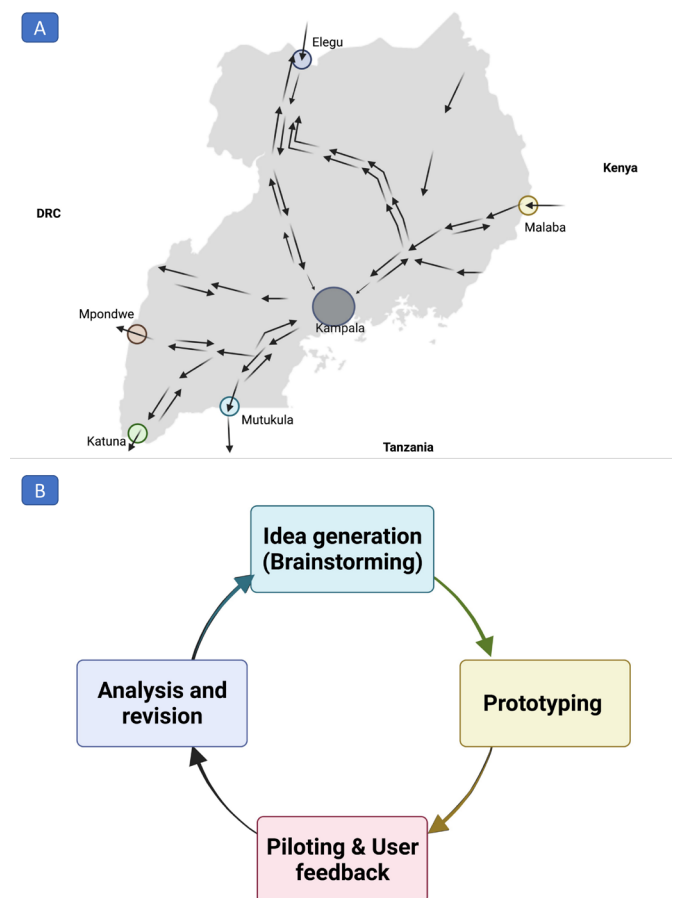 A
Elegu
Kenya
DRC
Malaba
Mpondwe
Kampala
Mutukula
Katuna
Tanzania
B
Idea generation
(Brainstorming)
Analysis and
revision
Prototyping
Piloting & User
feedback